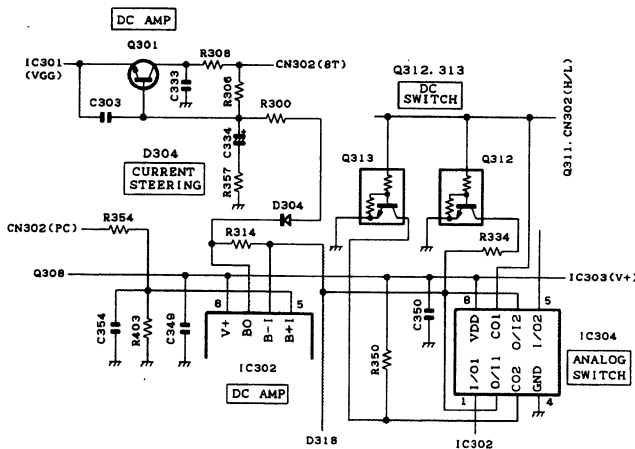 DC AMP
Q301
IC301
(VGG)
R308
CN302(8T)
C333
R306
C303
R300
C334
Q312.313
DC
SWITCH
Q311.CN302(H/L)
D304
CURRENT
STEERING
R357
Q313
Q312
D304
R354
CN302(PC)
R314
R334
Q308
IC303(V+)
8
5
8
5
C354
R403
C349
V+
BO
B-I
B+I
R350
C350
VDD
CO1
O/I2
I/O2
I/O1
O/I1
CO2
GND
IC304
ANALOG
SWITCH
IC302
DC AMP
1
4
D318
IC302